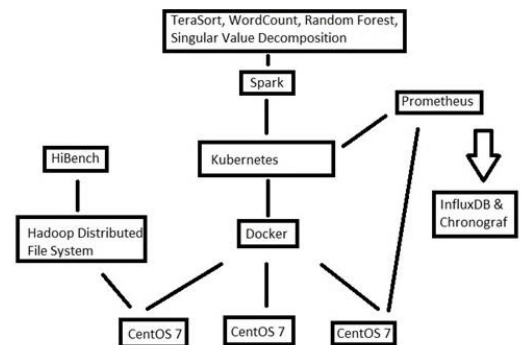 TeraSort, WordCount, Random Forest,
Singular Value Decomposition
Spark
Prometheus
HiBench
Kubernetes
InfluxDB &
Chronograf
Hadoop Distributed
File System
Docker
CentOS 7
CentOS 7
CentOS 7